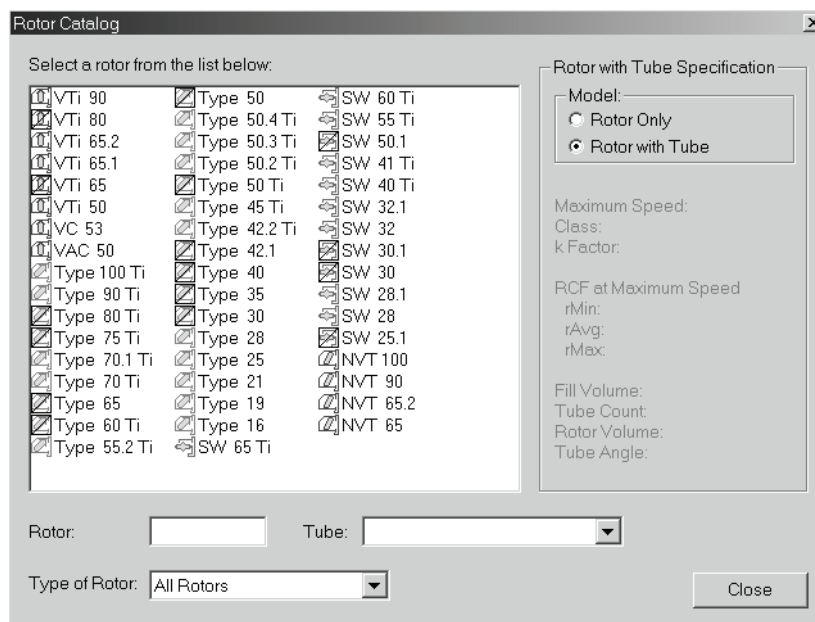 Rotor Catalog
Select a rotor from the list below:
VTi 90
VTi 80
VTi 65.2
VTi 65.1
VTi 65
VTi 50
VC 53
VAC 50
Type 100 Ti
Type 90 Ti
Type 80 Ti
Type 75 Ti
Type 70.1 Ti
Type 70 Ti
Type 65
Type 60 Ti
Type 55.2 Ti
Type 50
Type 50.4 Ti
Type 50.3 Ti
Type 50.2 Ti
Type 50 Ti
Type 45 Ti
Type 42.2 Ti
Type 42.1
Type 40
Type 35
Type 30
Type 28
Type 25
Type 21
Type 19
Type 16
SW 65 Ti
SW 60 Ti
SW 55 Ti
SW 50.1
SW 41 Ti
SW 40 Ti
SW 32.1
SW 32
SW 30.1
SW 30
SW 28.1
SW 28
SW 25.1
NVT 100
NVT 90
NVT 65.2
NVT 65
Rotor with Tube Specification
Model:
Rotor Only
Rotor with Tube
Maximum Speed:
Class:
k Factor:
RCF at Maximum Speed
rMin:
rAvg:
rMax:
Fill Volume:
Tube Count:
Rotor Volume:
Tube Angle:
Rotor:
Tube:
Type of Rotor: All Rotors
Close